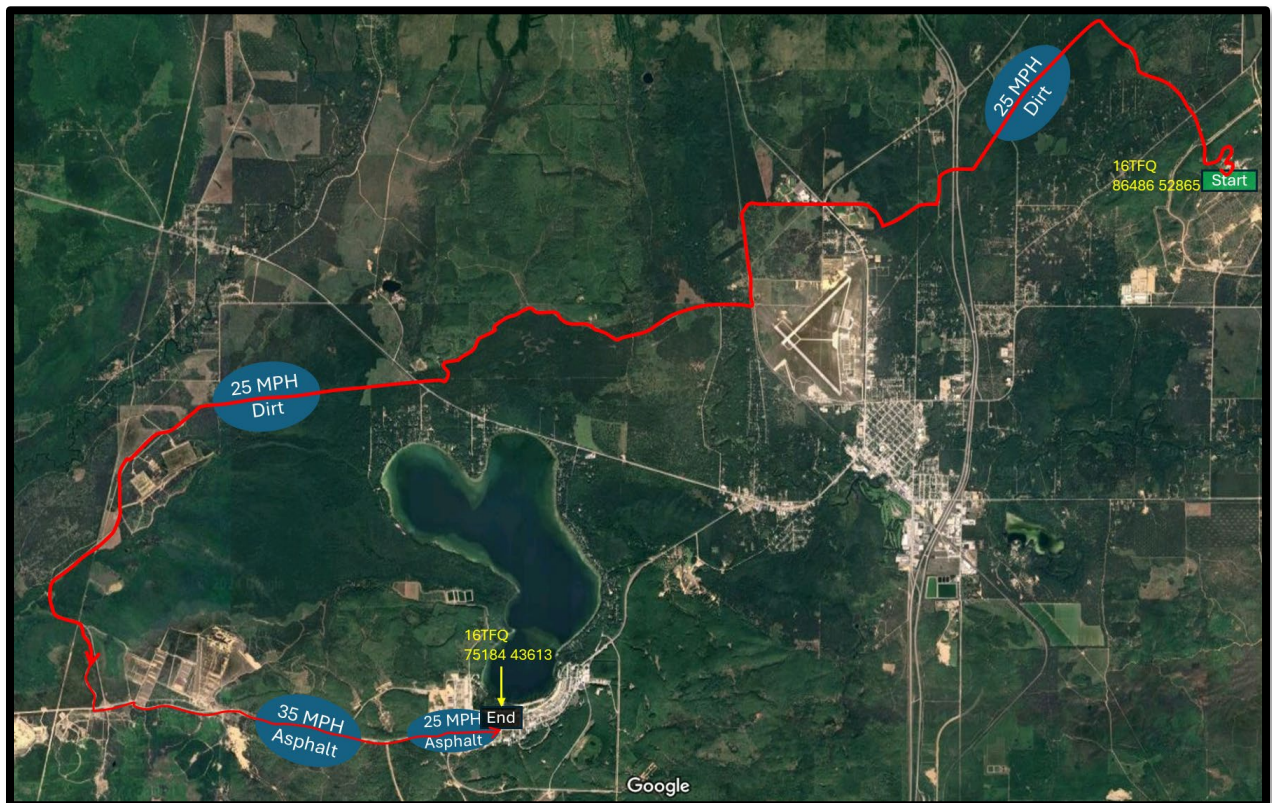 25 MPH
Dirt
16TFQ
86486 52865
Start
25 MPH
Dirt
16TFQ
75184 43613
35 MPH
Asphalt
25 MPH
Asphalt
End
Google